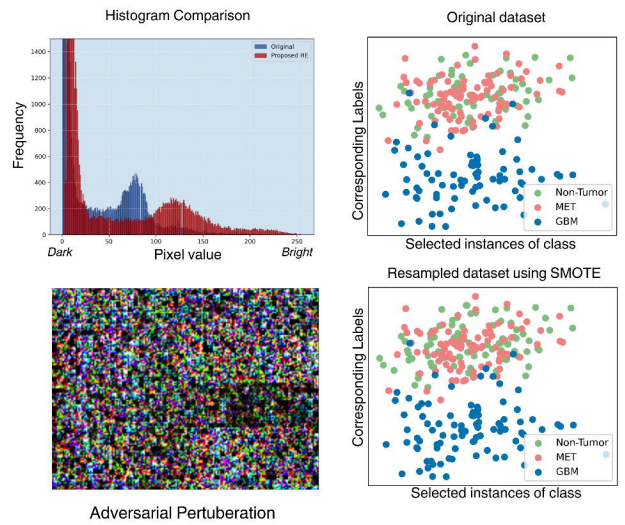 Histogram Comparison
Original
Proposed HE
1400
1200
1000
800
600
400
200
0
Frequency
0 50 100 150 200 250
Dark Pixel value Bright
Original dataset
Corresponding Labels
Non-Tumor
MET
GBM
Selected instances of class
Adversarial Pertuberation
Resampled dataset using SMOTE
Corresponding Labels
Non-Tumor
MET
GBM
Selected instances of class